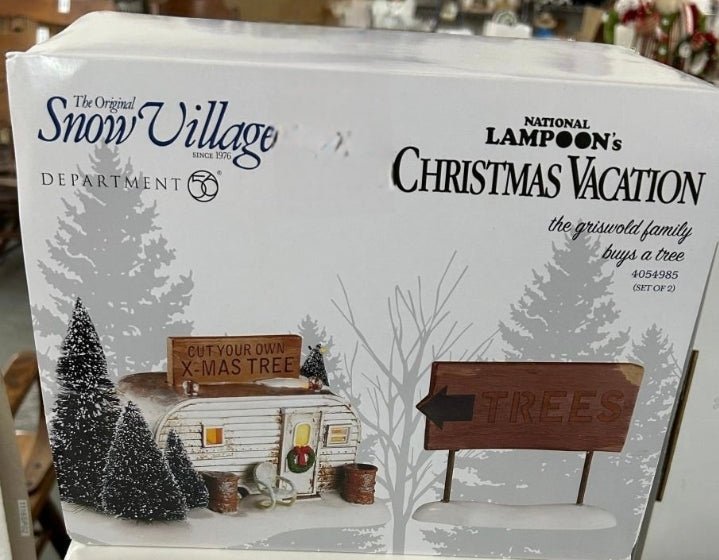 The Original
Snow Village
SINCE 1976
DEPARTMENT 56®
NATIONAL
LAMPOON's
CHRISTMAS VACATION
the griswold family
buys a tree
4054985
(SET OF 2)
CUT YOUR OWN
X-MAS TREE
TREES